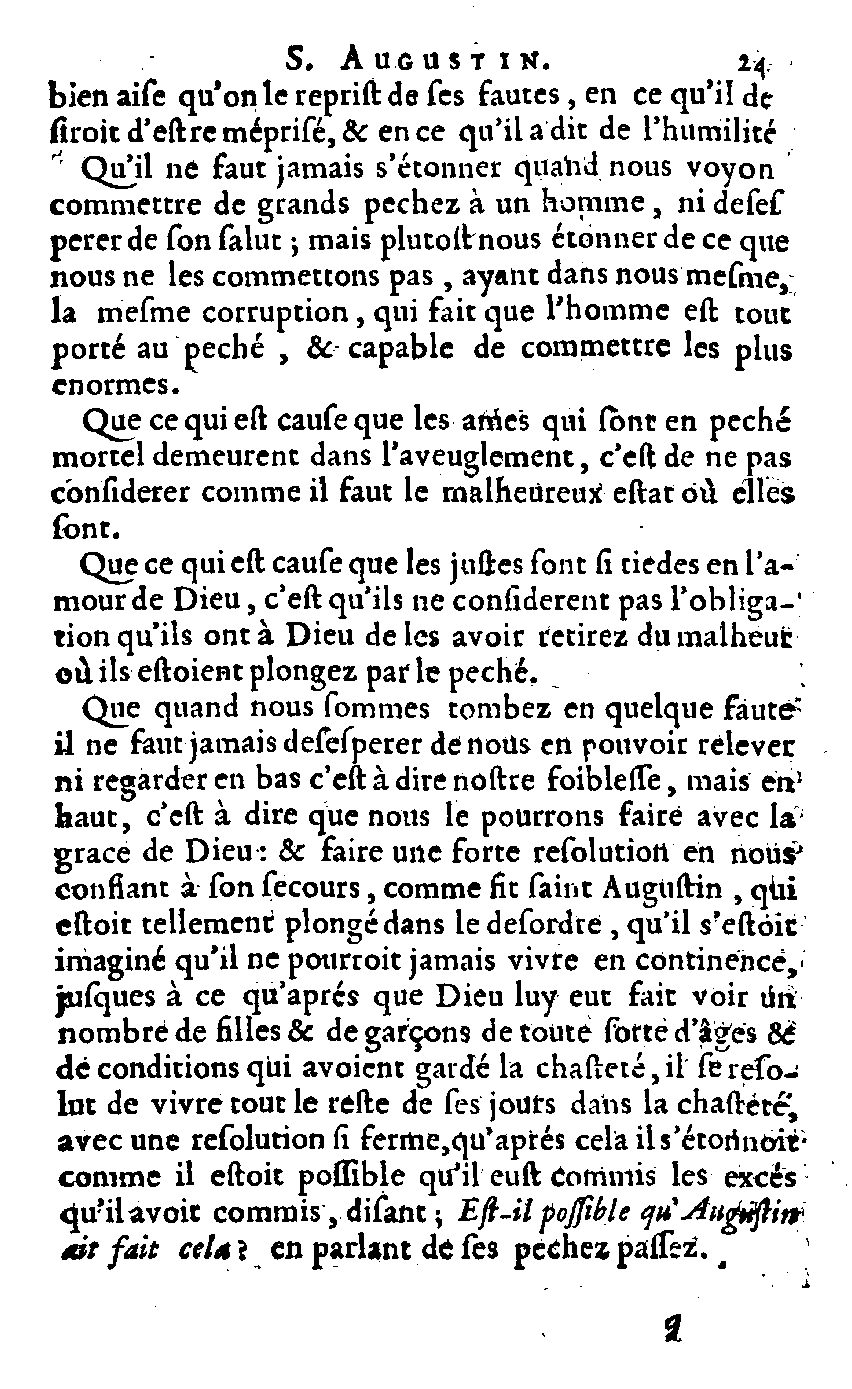 S. AUGUSTIN. 24
bien aiſe qu'on le repriſt de ſes fautes, en ce qu'il de
ſiroit d'eſtre mépriſé, & en ce qu'il a dit de l'humilité
Qu'il ne faut jamais s'étonner quand nous voyon
commettre de grands pechez à un homme, ni deſeſ
perer de ſon ſalut ; mais plutoſt nous étonner de ce que
nous ne les commettons pas, ayant dans nous meſme,
la meſme corruption, qui fait que l'homme eſt tout
porté au peché, & capable de commettre les plus
enormes.
Que ce qui eſt cauſe que les ames qui ſont en peché
mortel demeurent dans l'aveuglement, c'eſt de ne pas
conſiderer comme il faut le malheureux eſtat où elles
ſont.
Que ce qui eſt cauſe que les juſtes ſont ſi tiedes en l'a-
mour de Dieu, c'eſt qu'ils ne conſiderent pas l'obliga-
tion qu'ils ont à Dieu de les avoir retirez du malheur
où ils eſtoient plongez par le peché.
Que quand nous ſommes tombez en quelque faute
il ne faut jamais deſeſperer de nous en pouvoir relever
ni regarder en bas c'eſt à dire noſtre foibleſſe, mais en
haut, c'eſt à dire que nous le pourrons faire avec la
grace de Dieu : & faire une forte reſolution en nous
confiant à ſon ſecours, comme fit ſaint Auguſtin, qui
eſtoit tellement plongé dans le deſordre, qu'il s'eſtoit
imaginé qu'il ne pourroit jamais vivre en continence,
juſques à ce qu'aprés que Dieu luy eut fait voir un
nombre de filles & de garçons de toute ſorte d'âges &
de conditions qui avoient gardé la chaſteté, il ſe reſo-
lut de vivre tout le reſte de ſes jours dans la chaſteté,
avec une reſolution ſi ferme, qu'aprés cela il s'étonnoit
comme il eſtoit poſſible qu'il euſt commis les excés
qu'il avoit commis, diſant ; Eſt-il poſſible qu'Auguſtin
ait fait cela ? en parlant de ſes pechez paſſez.